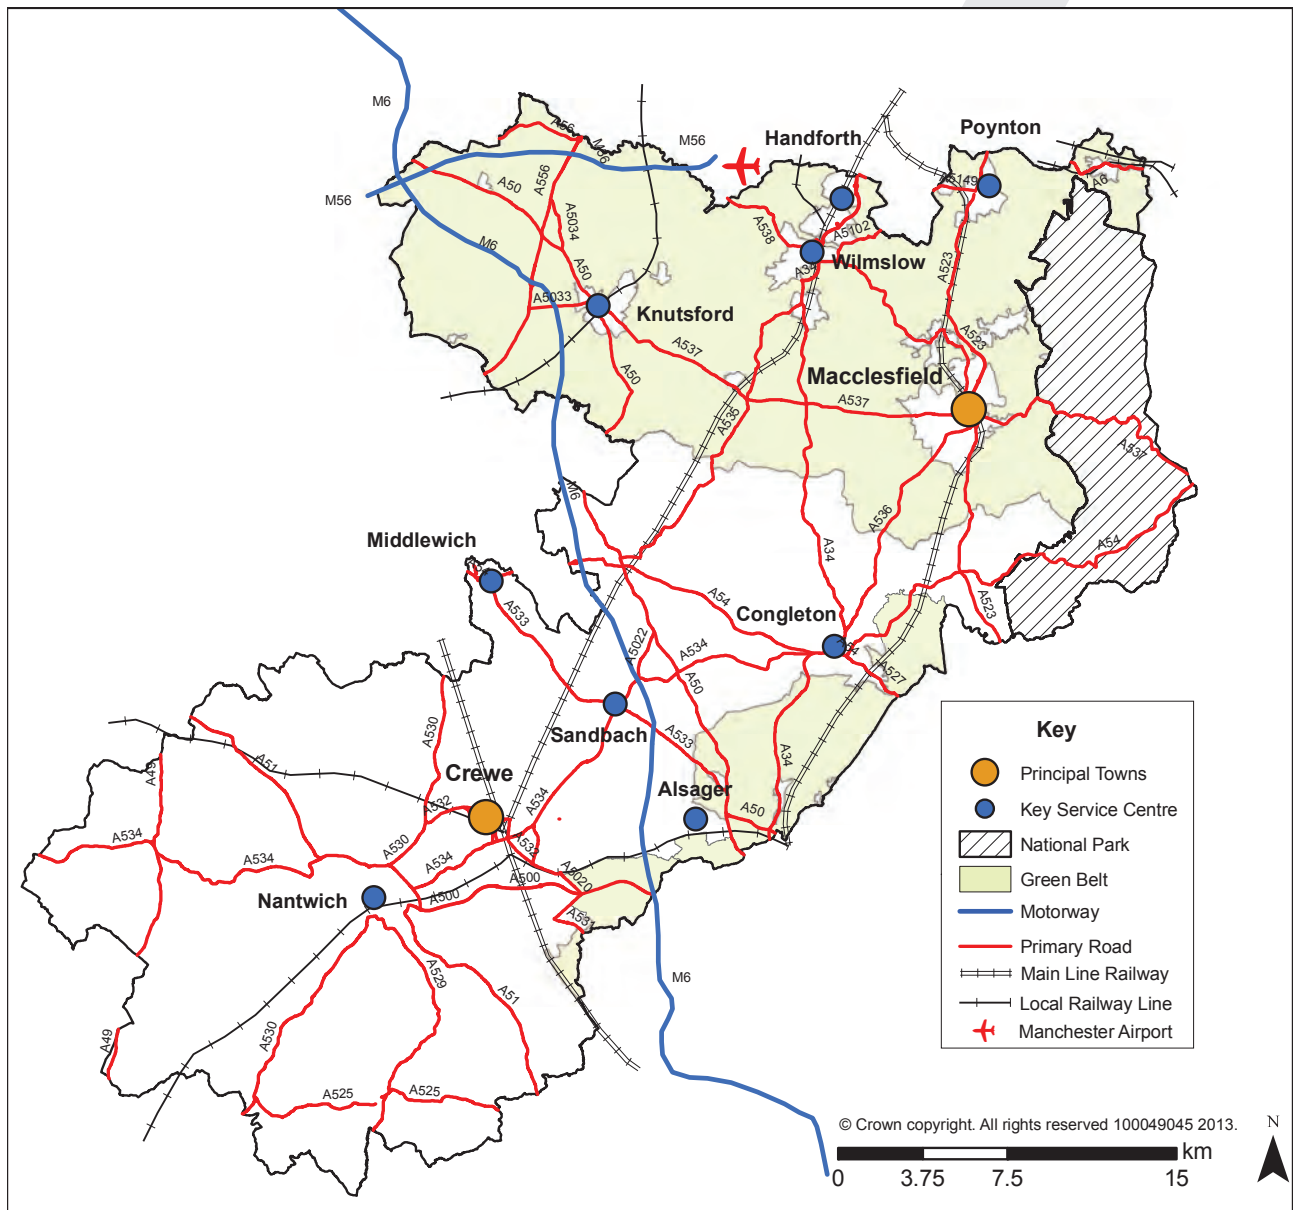 M6
M56
M56
M56
M56
A56
A556
A50
A5034
A50
M6
A5033
Knutsford
A50
A537
Handforth
Poynton
A5149
A6
A538
A5102
A34
Wilmslow
A523
A523
Macclesfield
A537
A535
A537
A536
A34
A54
A523
M6
Middlewich
A533
A54
Congleton
A54
A527
A5022
A534
A50
Sandbach
A533
A34
Alsager
A50
A530
A51
A49
Crewe
A532
A534
A534
A534
A530
A534
A532
A5020
A500
A500
Nantwich
A531
A529
A51
A530
A49
A525
A525
M6
Key
Principal Towns
Key Service Centre
National Park
Green Belt
Motorway
Primary Road
Main Line Railway
Local Railway Line
Manchester Airport
© Crown copyright. All rights reserved 100049045 2013.
N
km
0 3.75 7.5 15